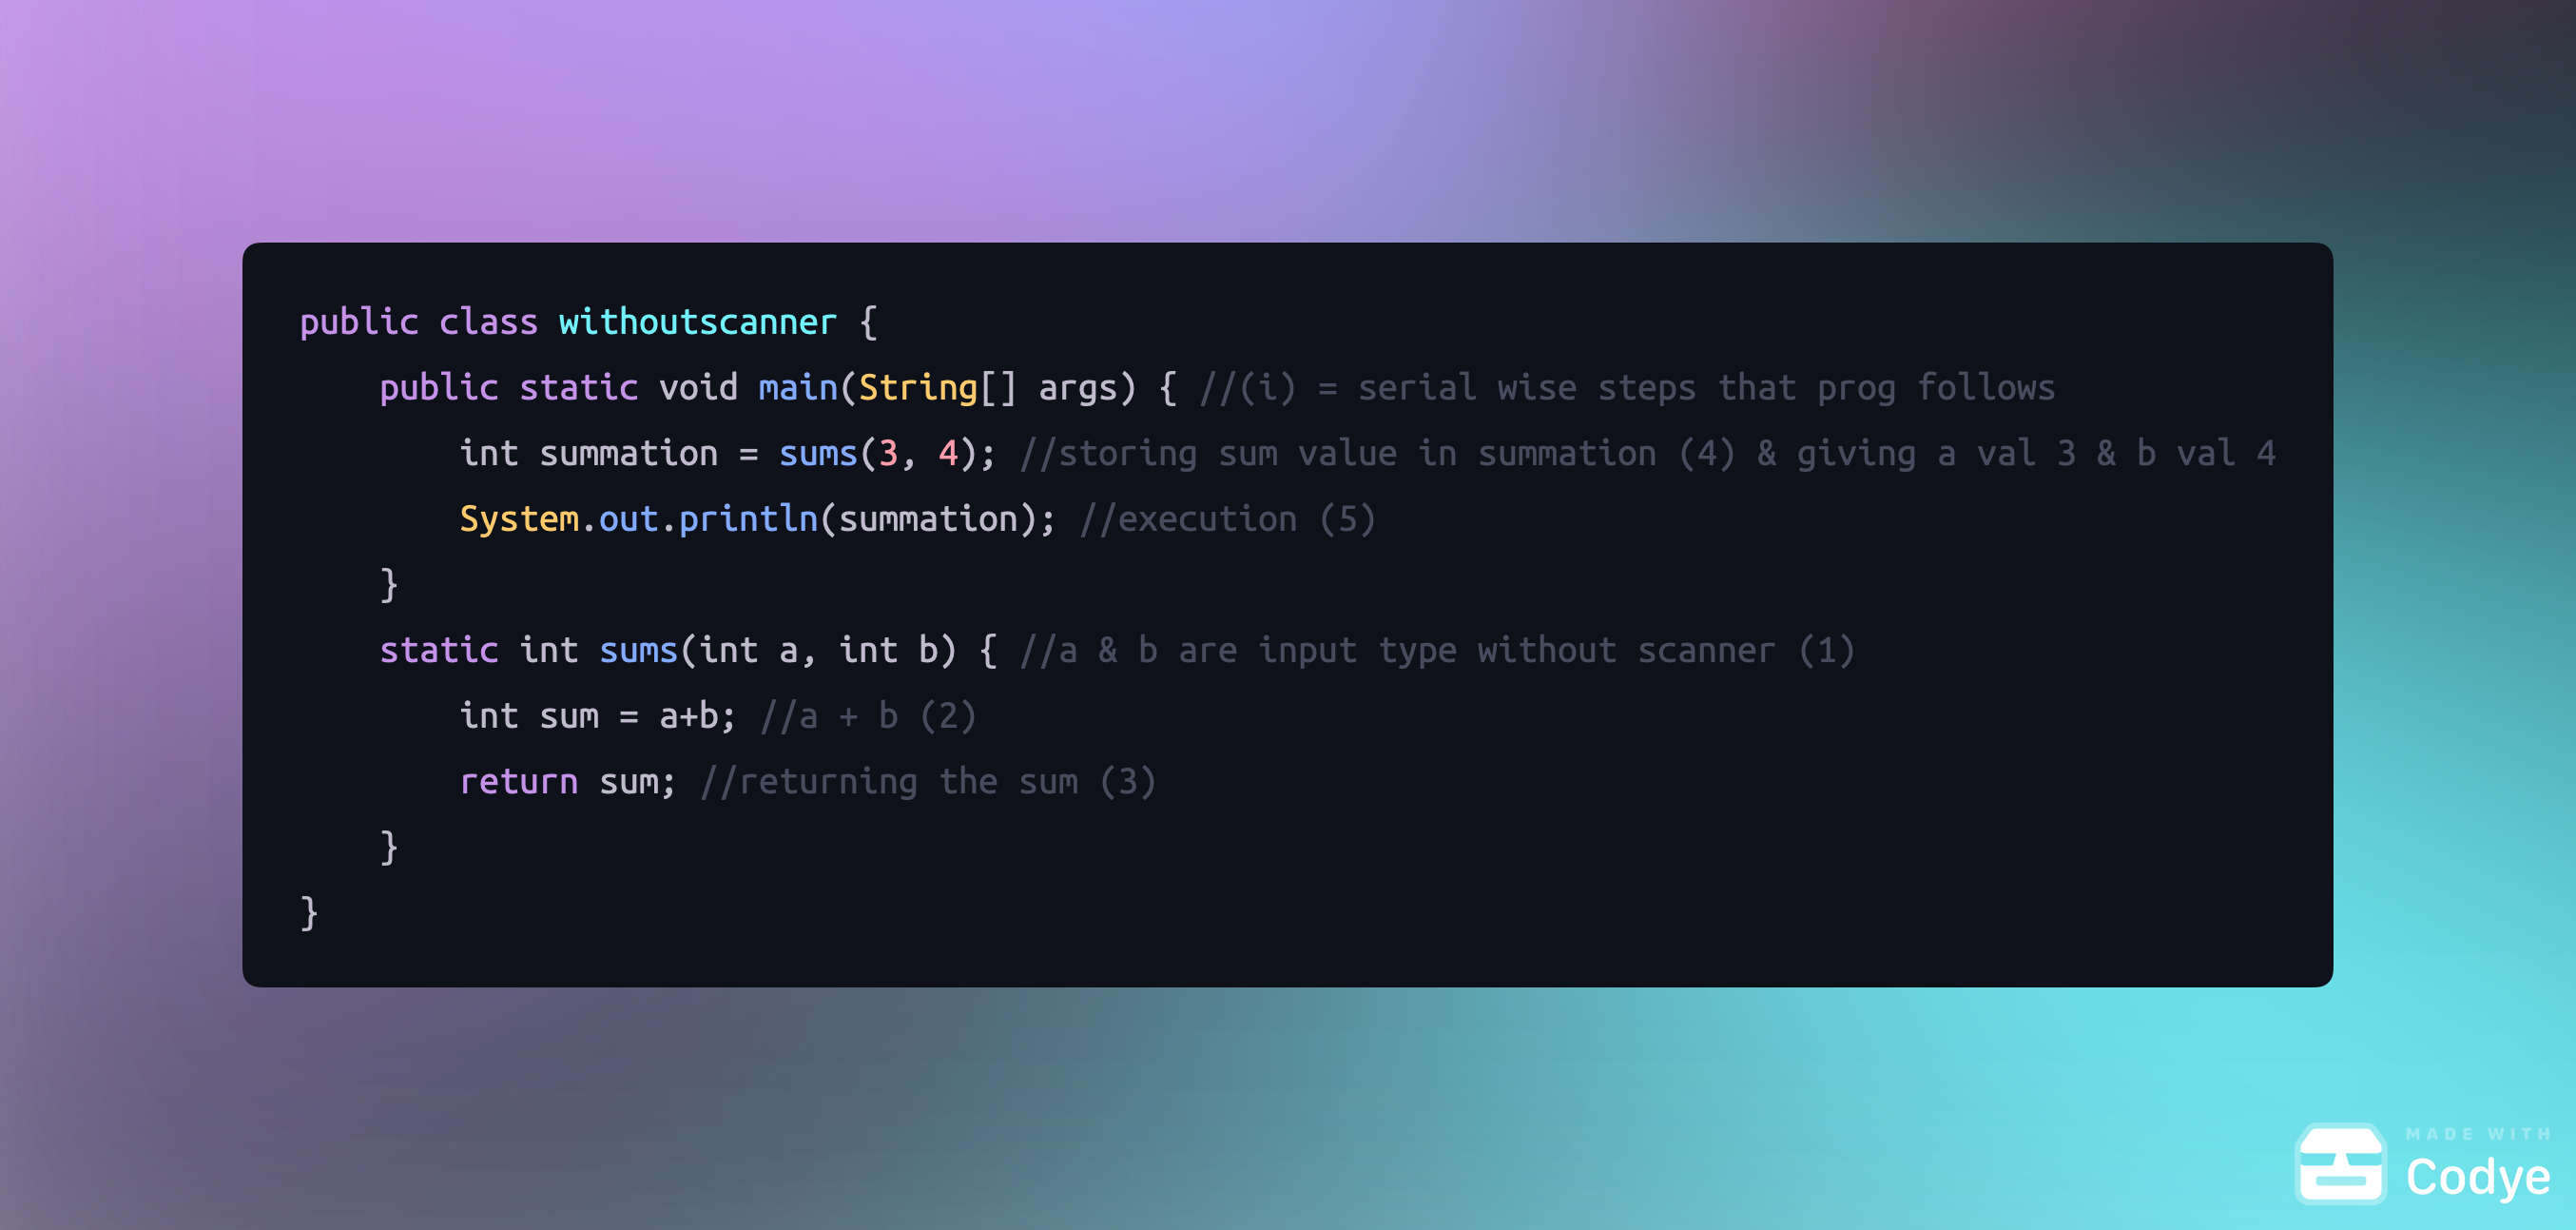 public class withoutscanner {
    public static void main(String[] args) { //(i) = serial wise steps that prog follows
        int summation = sums(3, 4); //storing sum value in summation (4) & giving a val 3 & b val 4
        System.out.println(summation); //execution (5)
    }
    static int sums(int a, int b) { //a & b are input type without scanner (1)
        int sum = a+b; //a + b (2)
        return sum; //returning the sum (3)
    }
}
MADE WITH
Codye